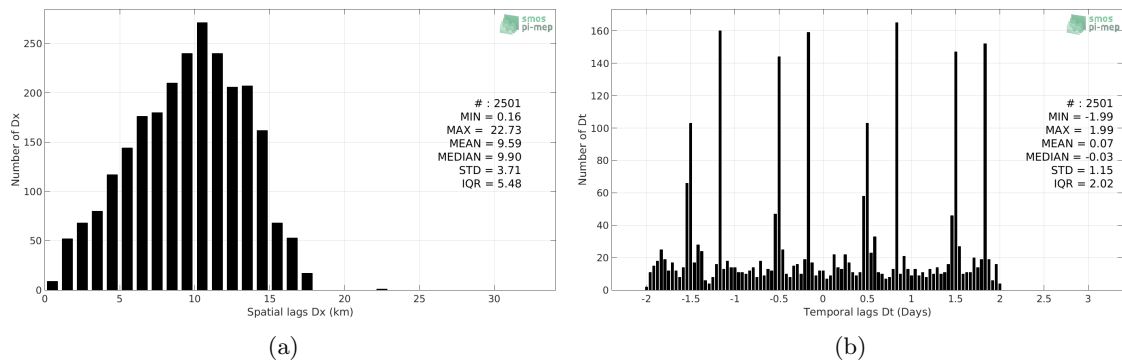 smos
pi-mep
250
200
150
100
50
0
Number of Dx
# : 2501
MIN = 0.16
MAX = 22.73
MEAN = 9.59
MEDIAN = 9.90
STD = 3.71
IQR = 5.48
0 5 10 15 20 25 30
Spatial lags Dx (km)
(a)
smos
pi-mep
160
140
120
100
80
60
40
20
0
Number of Dt
# : 2501
MIN = -1.99
MAX = 1.99
MEAN = 0.07
MEDIAN = -0.03
STD = 1.15
IQR = 2.02
-2 -1.5 -1 -0.5 0 0.5 1 1.5 2 2.5 3
Temporal lags Dt (Days)
(b)